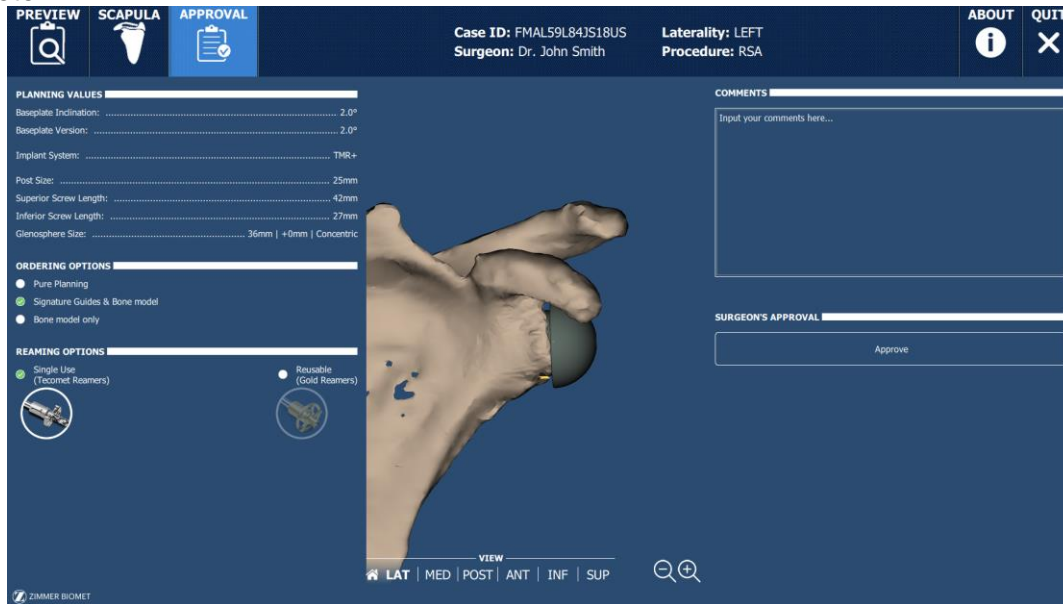 PREVIEW
SCAPULA
APPROVAL
Case ID: FMAL59L84JS18US
Surgeon: Dr. John Smith
Laterality: LEFT
Procedure: RSA
ABOUT
QUIT
PLANNING VALUES
Baseplate Inclination: 2.0°
Baseplate Version: 2.0°
Implant System: TMR+
Post Size: 25mm
Superior Screw Length: 42mm
Inferior Screw Length: 27mm
Glenosphere Size: 36mm | +0mm | Concentric
ORDERING OPTIONS
Pure Planning
Signature Guides & Bone model
Bone model only
REAMING OPTIONS
Single Use
(Tecomet Reamers)
Reusable
(Gold Reamers)
COMMENTS
Input your comments here...
SURGEON'S APPROVAL
Approve
VIEW
LAT | MED | POST | ANT | INF | SUP
ZIMMER BIOMET